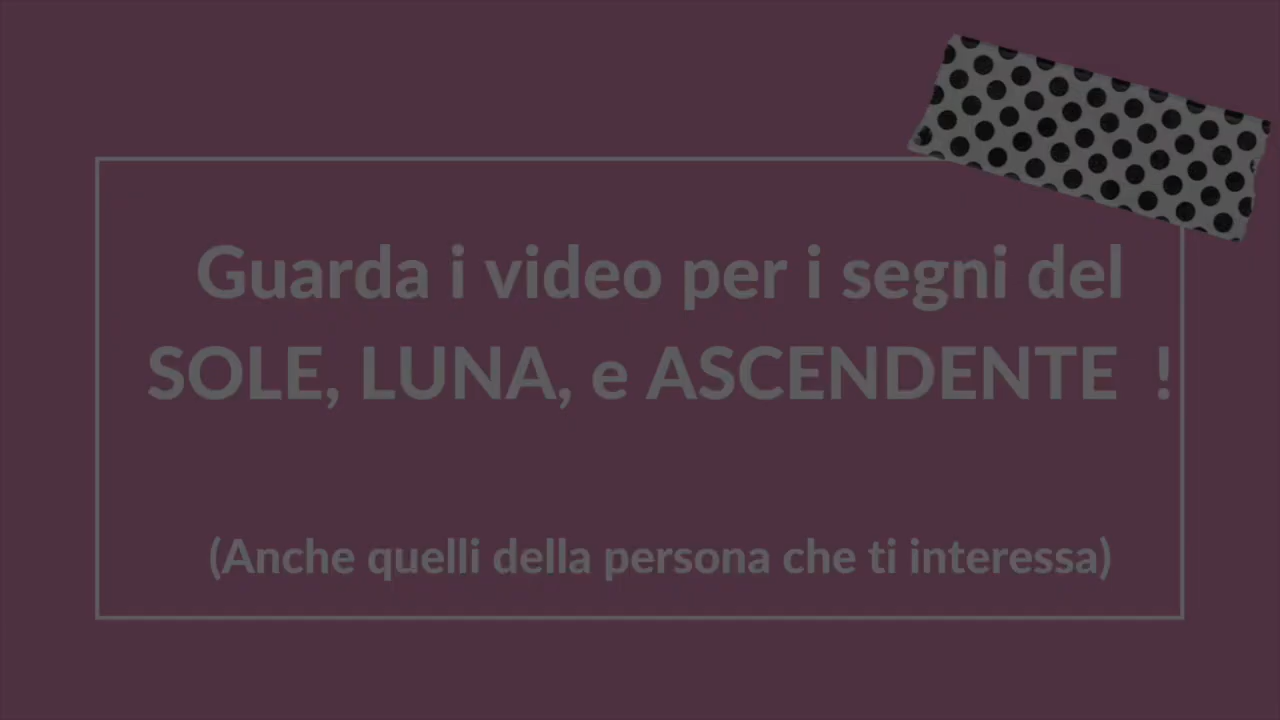 Guarda i video per i segni del
SOLE, LUNA, e ASCENDENTE !
(Anche quelli della persona che ti interessa)